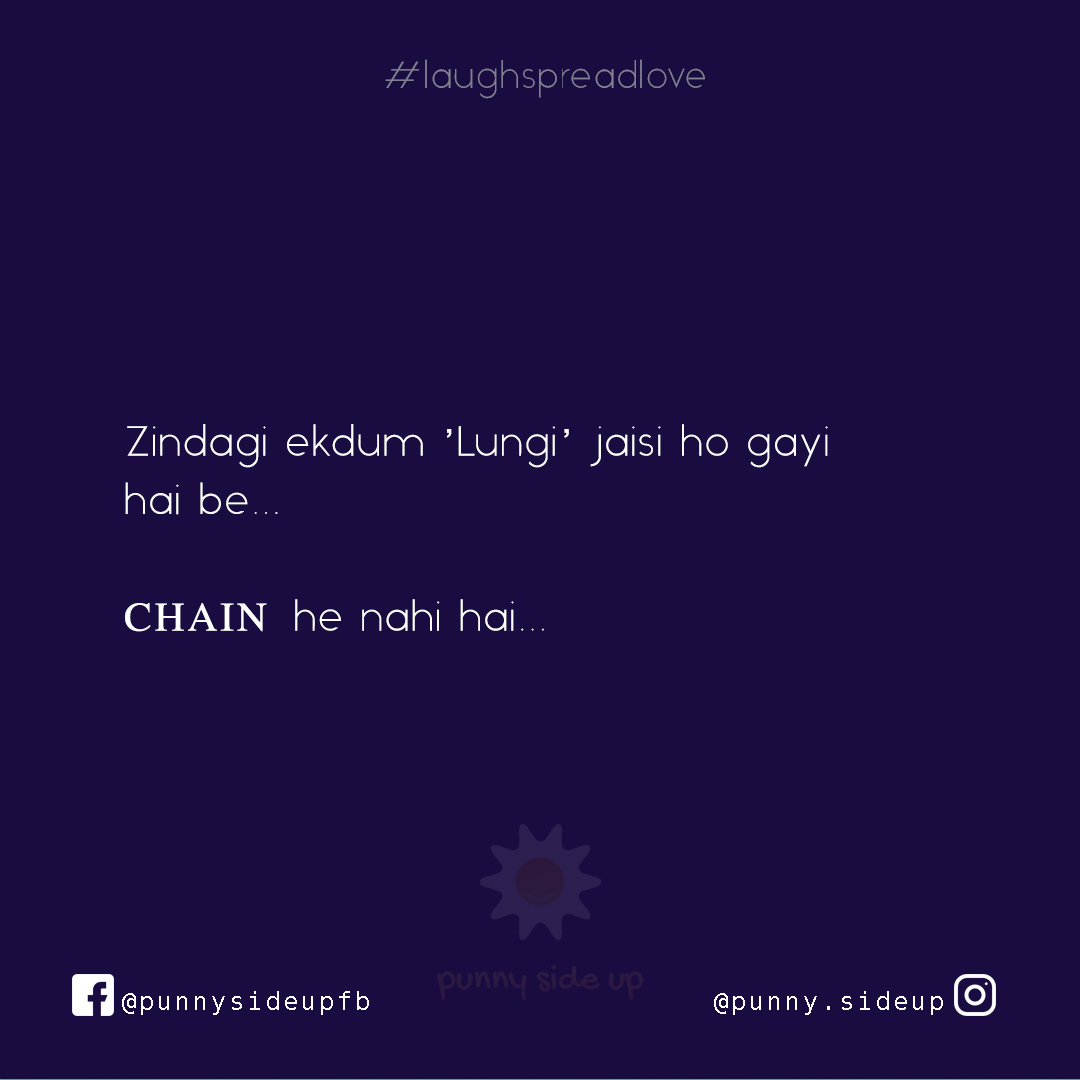 #laughspreadlove
Zindagi ekdum 'Lungi' jaisi ho gayi
hai be...
CHAIN he nahi hai...
punny side up
@punnysideupfb
@punny.sideup